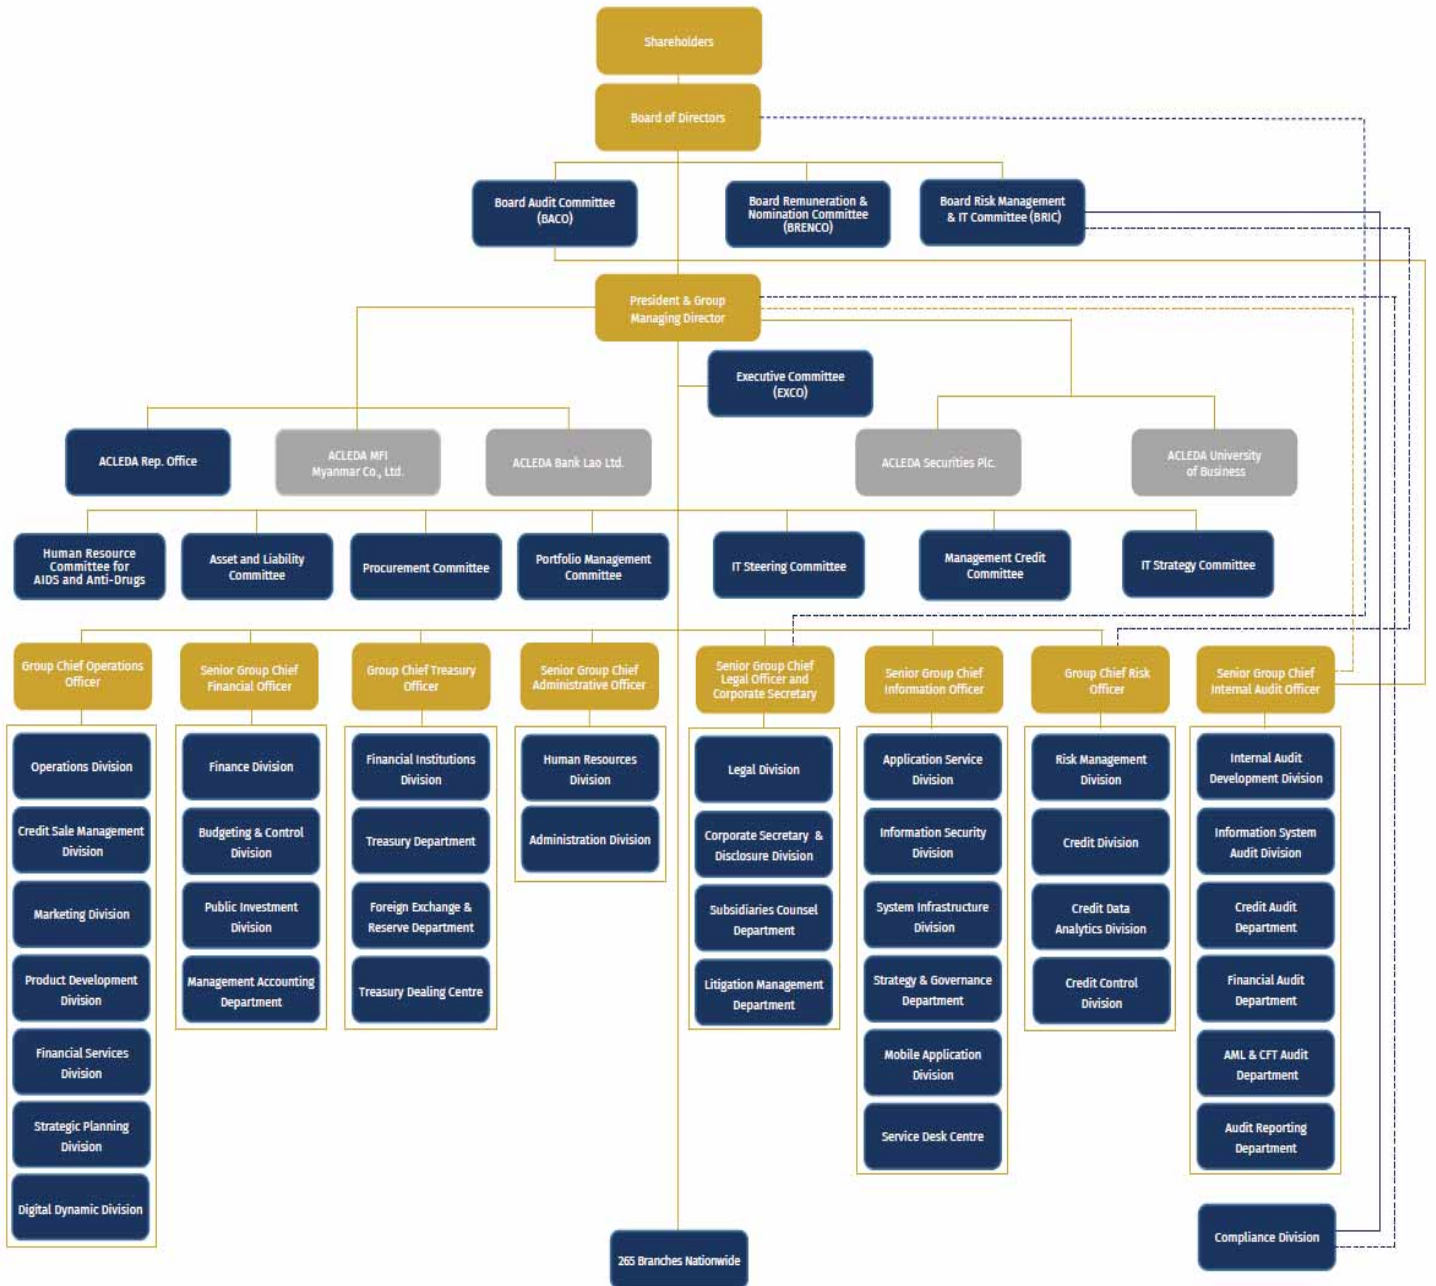 Shareholders
Board of Directors
Board Audit Committee
(BACO)
Board Remuneration &
Nomination Committee
(BRENCO)
Board Risk Management
& IT Committee (BRIC)
President & Group
Managing Director
Executive Committee
(EXCO)
ACLEDA Rep. Office
ACLEDA MFI
Myanmar Co., Ltd.
ACLEDA Bank Lao Ltd.
ACLEDA Securities Plc.
ACLEDA University
of Business
Human Resource
Committee for
AIDS and Anti-Drugs
Asset and Liability
Committee
Procurement Committee
Portfolio Management
Committee
IT Steering Committee
Management Credit
Committee
IT Strategy Committee
Group Chief Operations
Officer
Operations Division
Credit Sale Management
Division
Marketing Division
Product Development
Division
Financial Services
Division
Strategic Planning
Division
Digital Dynamic Division
Senior Group Chief
Financial Officer
Finance Division
Budgeting & Control
Division
Public Investment
Division
Management Accounting
Department
Group Chief Treasury
Officer
Financial Institutions
Division
Treasury Department
Foreign Exchange &
Reserve Department
Treasury Dealing Centre
Senior Group Chief
Administrative Officer
Human Resources
Division
Administration Division
Senior Group Chief
Legal Officer and
Corporate Secretary
Legal Division
Corporate Secretary &
Disclosure Division
Subsidiaries Counsel
Department
Litigation Management
Department
Senior Group Chief
Information Officer
Application Service
Division
Information Security
Division
System Infrastructure
Division
Strategy & Governance
Department
Mobile Application
Division
Service Desk Centre
Group Chief Risk
Officer
Risk Management
Division
Credit Division
Credit Data
Analytics Division
Credit Control
Division
Senior Group Chief
Internal Audit Officer
Internal Audit
Development Division
Information System
Audit Division
Credit Audit
Department
Financial Audit
Department
AML & CFT Audit
Department
Audit Reporting
Department
Compliance Division
265 Branches Nationwide